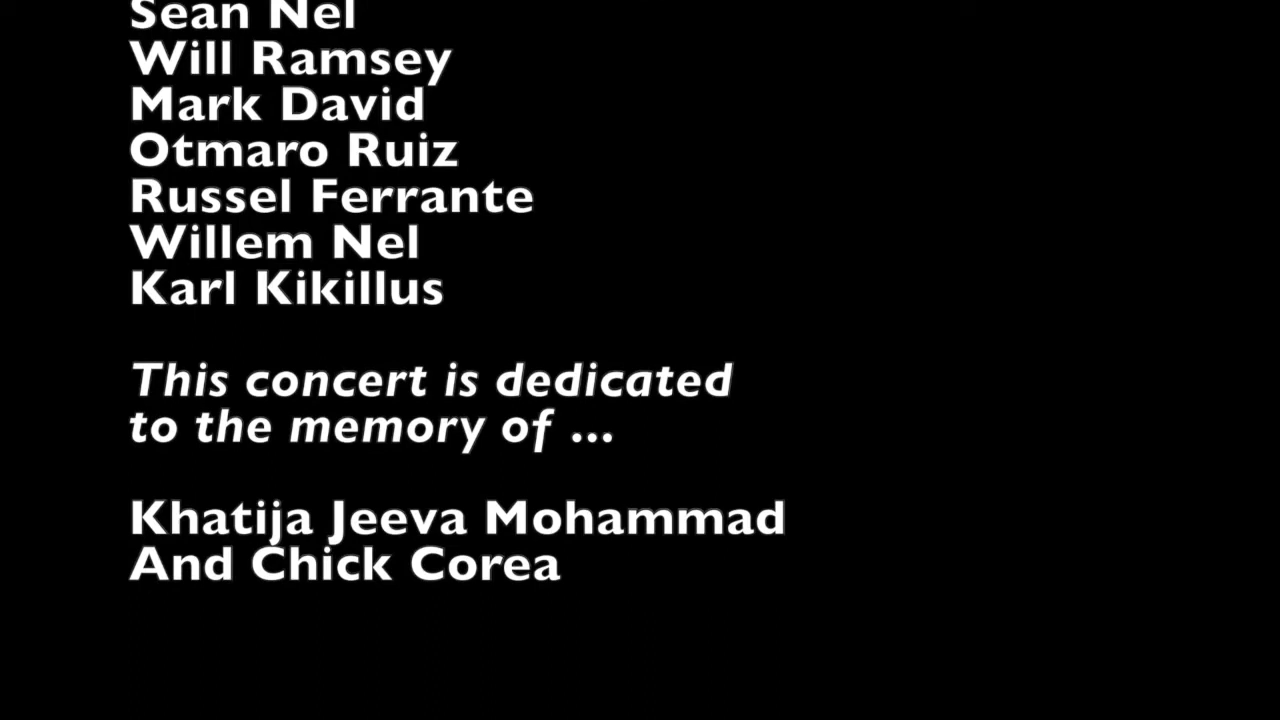 Sean Nel
Will Ramsey
Mark David
Otmaro Ruiz
Russel Ferrante
Willem Nel
Karl Kikillus
This concert is dedicated
to the memory of ...
Khatija Jeeva Mohammad
And Chick Corea